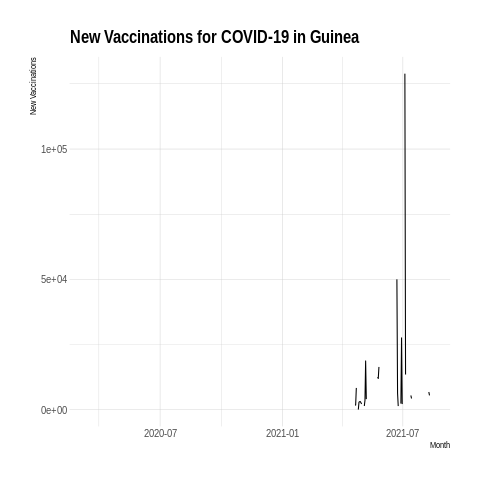 New Vaccinations for COVID-19 in Guinea
New Vaccinations
1e+05
5e+04
0e+00
2020-07
2021-01
2021-07
Month